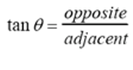 tan θ = opposite / adjacent